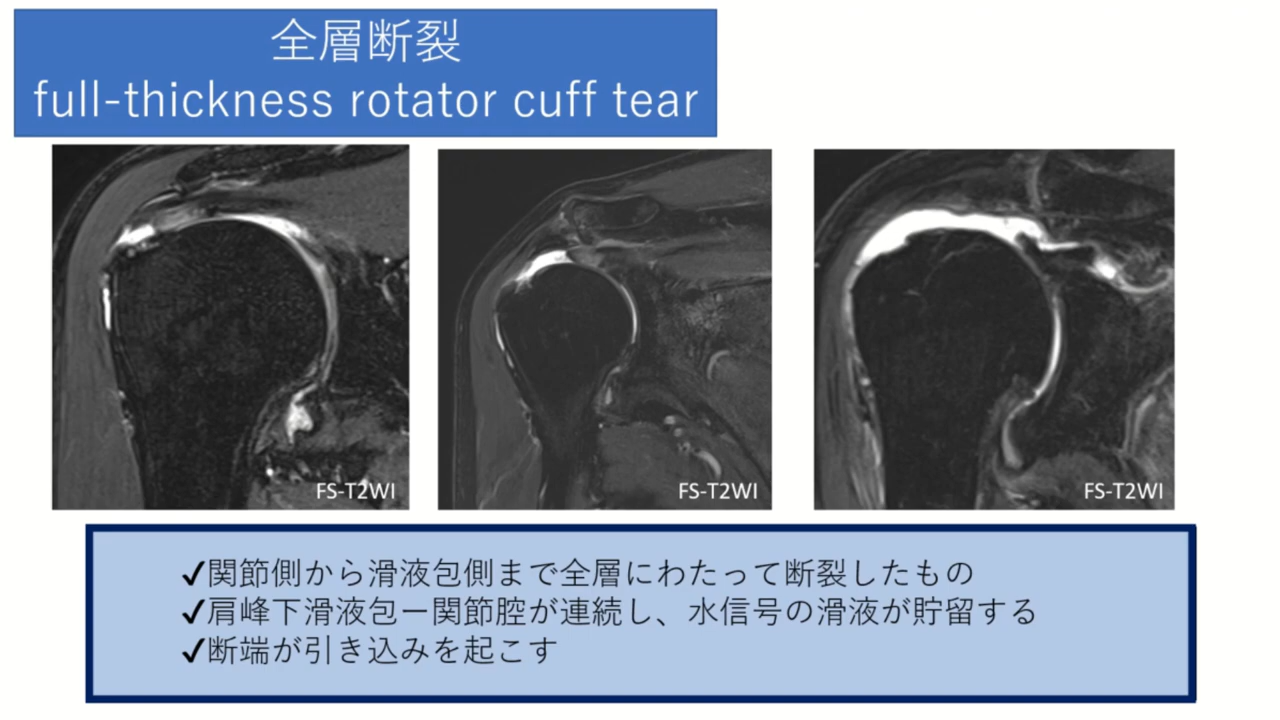 全層断裂
full-thickness rotator cuff tear
FS-T2WI
FS-T2WI
FS-T2WI
✓関節側から滑液包側まで全層にわたって断裂したもの
✓肩峰下滑液包ー関節腔が連続し、水信号の滑液が貯留する
✓断端が引き込みを起こす